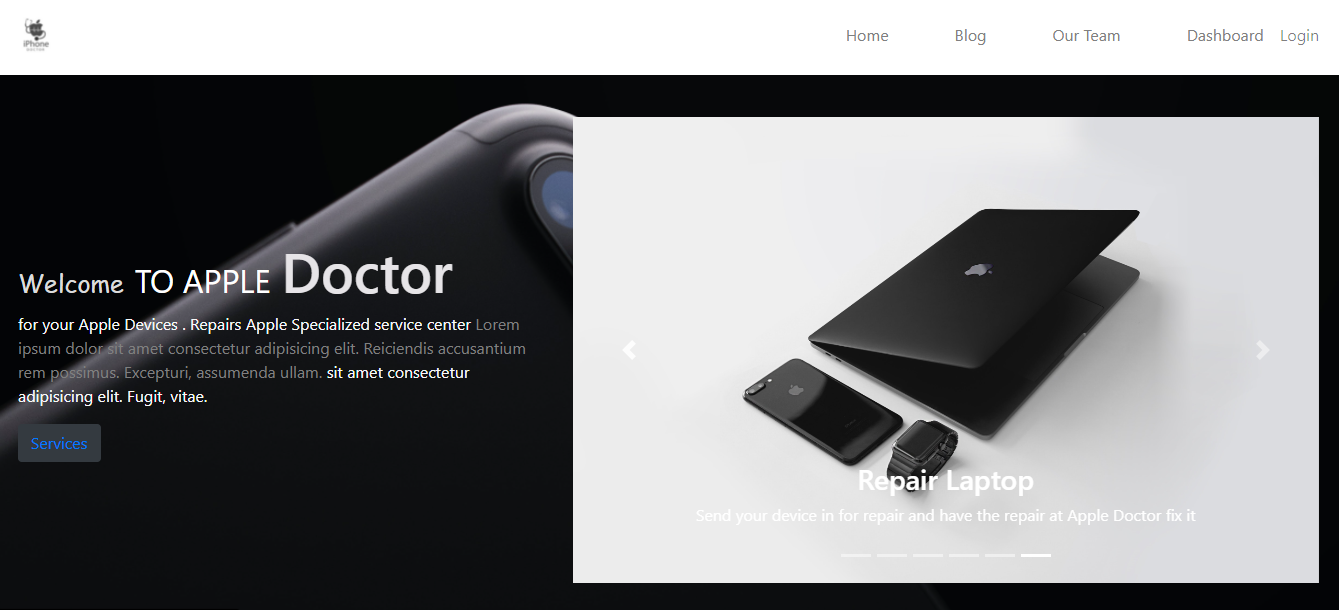 iPhone
DOCTOR
Home Blog Our Team Dashboard Login
Welcome TO APPLE Doctor
for your Apple Devices . Repairs Apple Specialized service center Lorem
ipsum dolor sit amet consectetur adipisicing elit. Reiciendis accusantium
rem possimus. Excepturi, assumenda ullam. sit amet consectetur
adipisicing elit. Fugit, vitae.
Services
Repair Laptop
Send your device in for repair and have the repair at Apple Doctor fix it